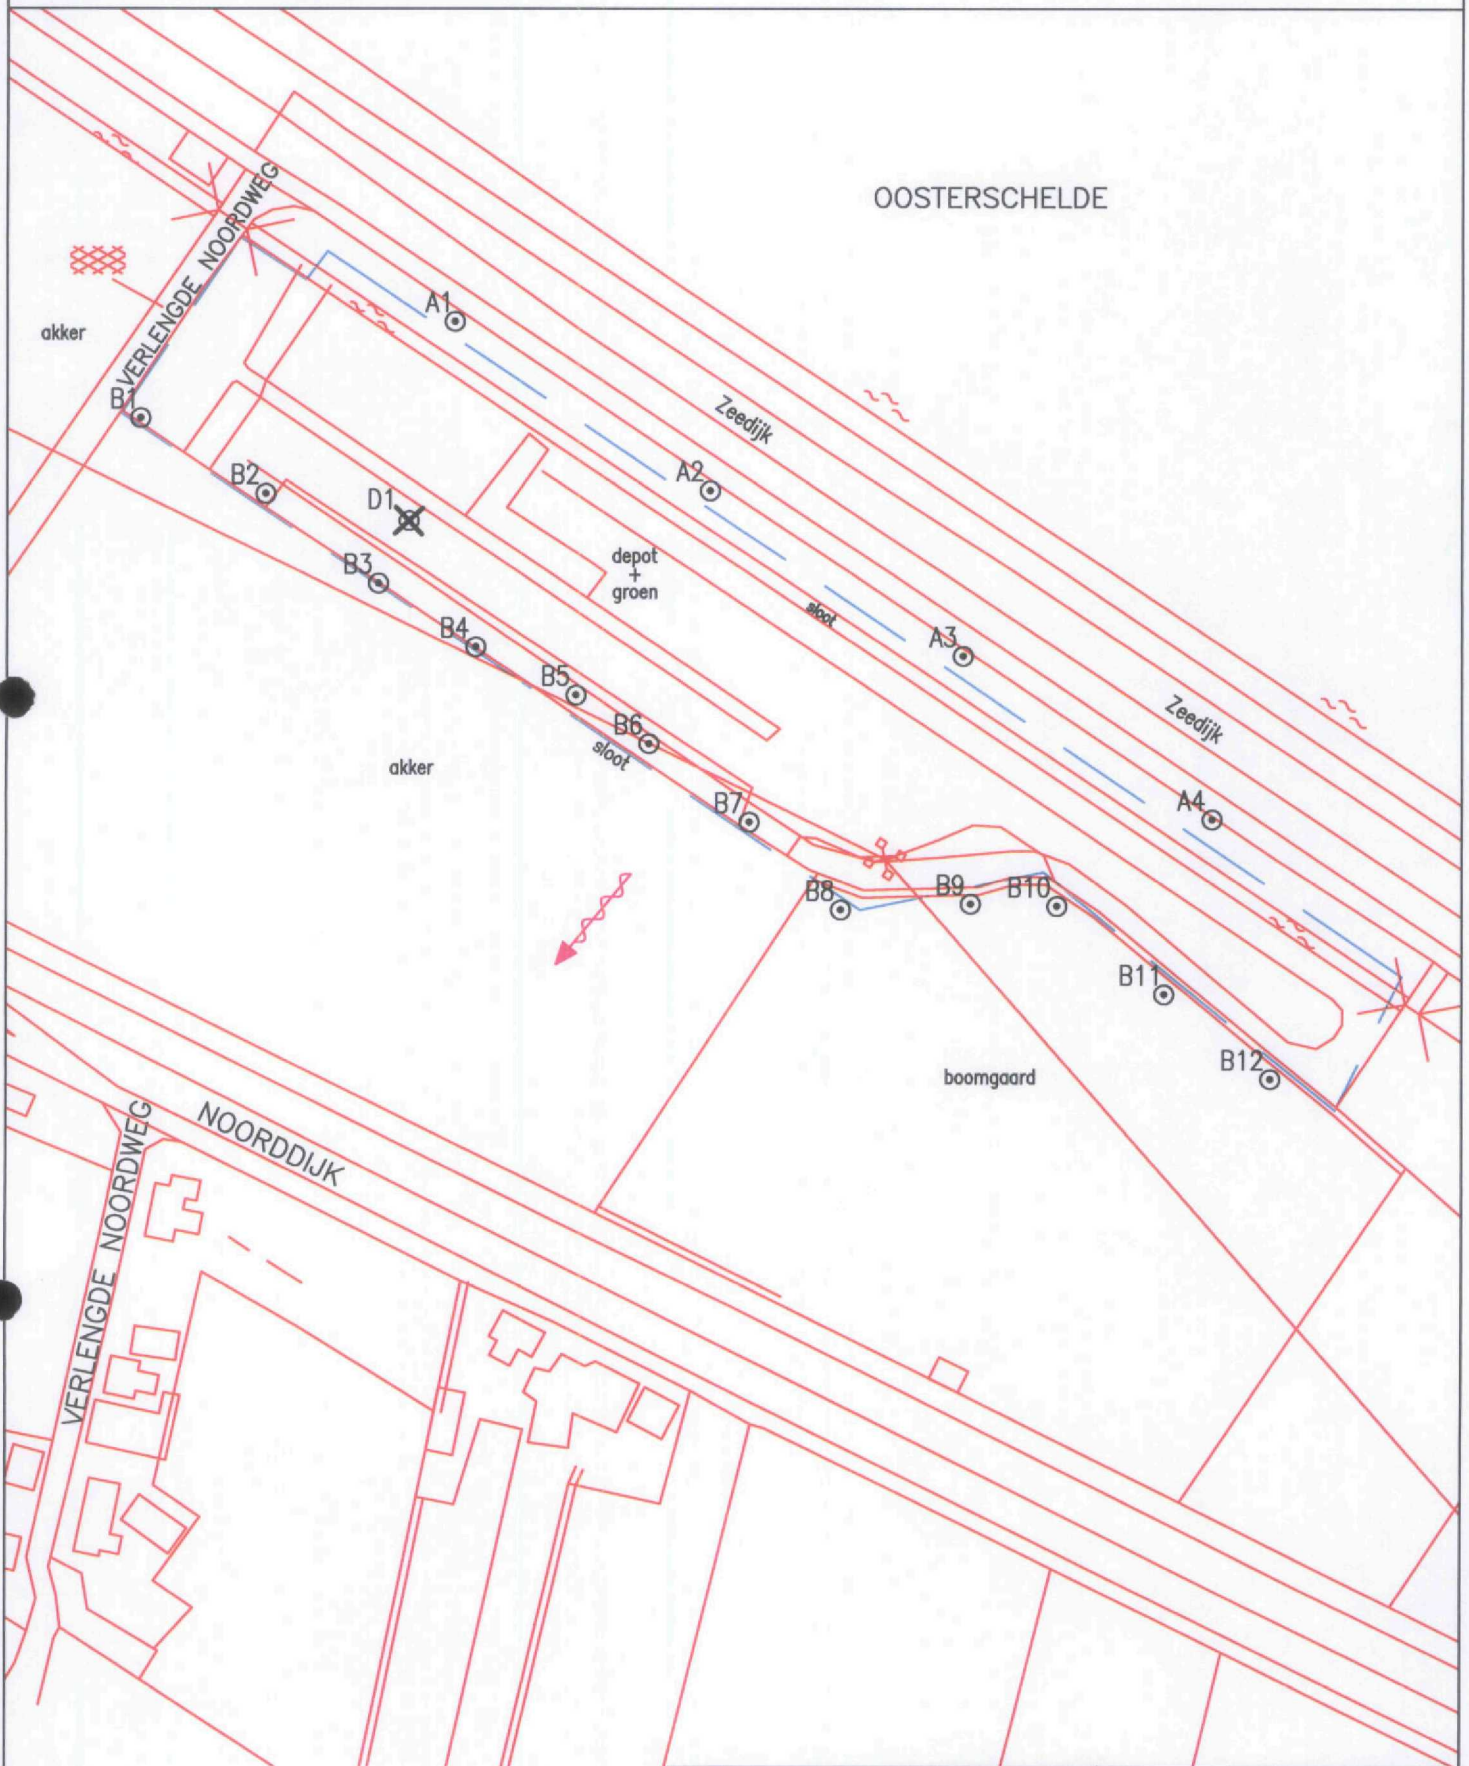 OOSTERSCHELDE
VERLENGDE NOORDWEG
akker
A1
B1
Zeedijk
A2
B2
D1
depot
+
groen
B3
sloot
B4
A3
B5
Zeedijk
B6
sloot
akker
B7
A4
B8
B9
B10
B11
B12
boomgaard
NOORDDIJK
VERLENGDE NOORDWEG